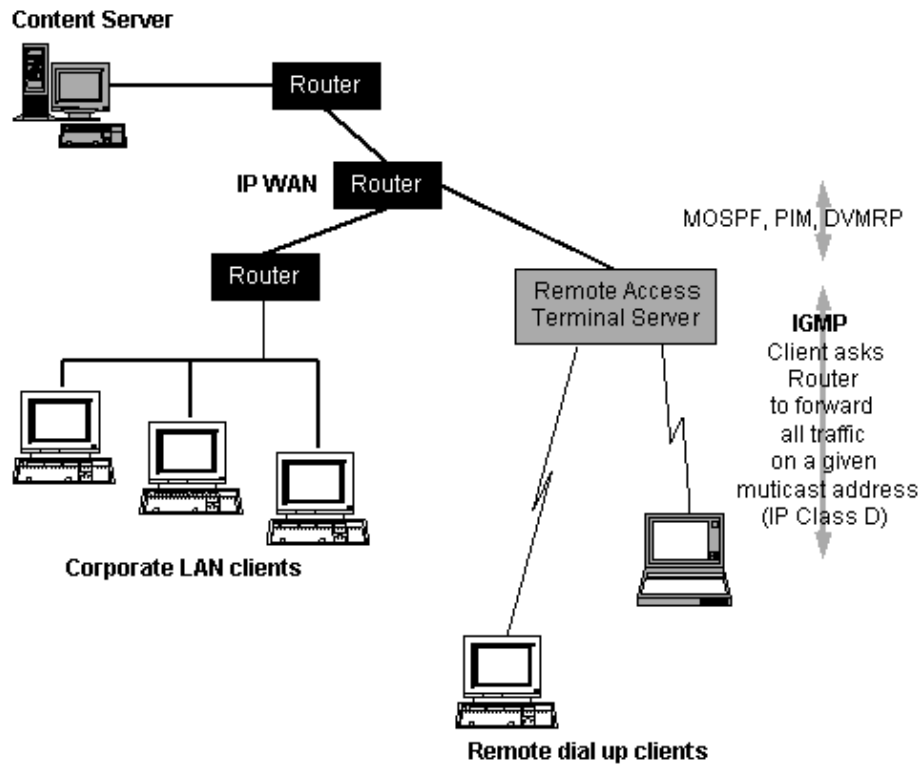 Content Server
Router
IP WAN
Router
MOSPF, PIM, DVMRP
Router
Remote Access
Terminal Server
IGMP
Client asks
Router
to forward
all traffic
on a given
muticast address
(IP Class D)
Corporate LAN clients
Remote dial up clients